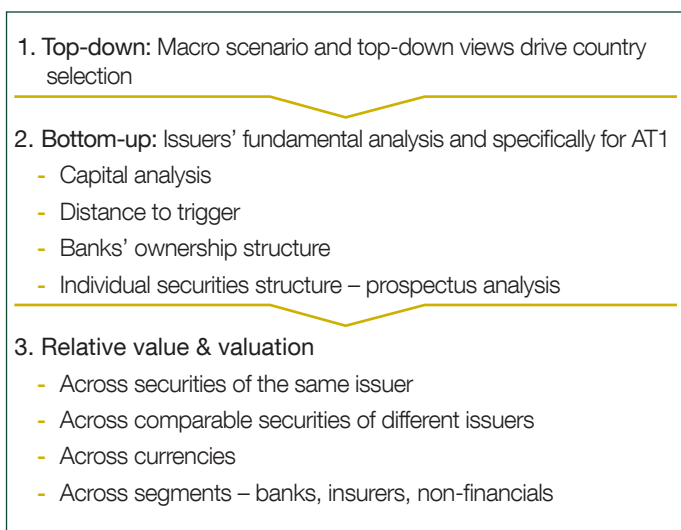 1. Top-down: Macro scenario and top-down views drive country
selection
2. Bottom-up: Issuers' fundamental analysis and specifically for AT1
- Capital analysis
- Distance to trigger
- Banks' ownership structure
- Individual securities structure – prospectus analysis
3. Relative value & valuation
- Across securities of the same issuer
- Across comparable securities of different issuers
- Across currencies
- Across segments – banks, insurers, non-financials